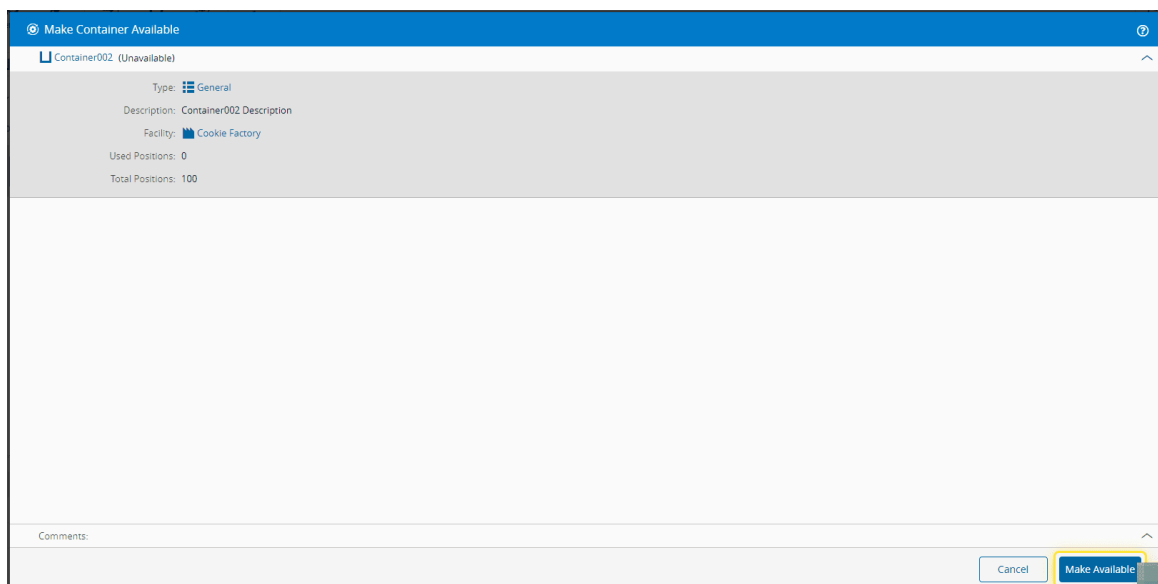 Make Container Available
Container002 (Unavailable)
Type: General
Description: Container002 Description
Facility: Cookie Factory
Used Positions: 0
Total Positions: 100
Comments:
Cancel Make Available